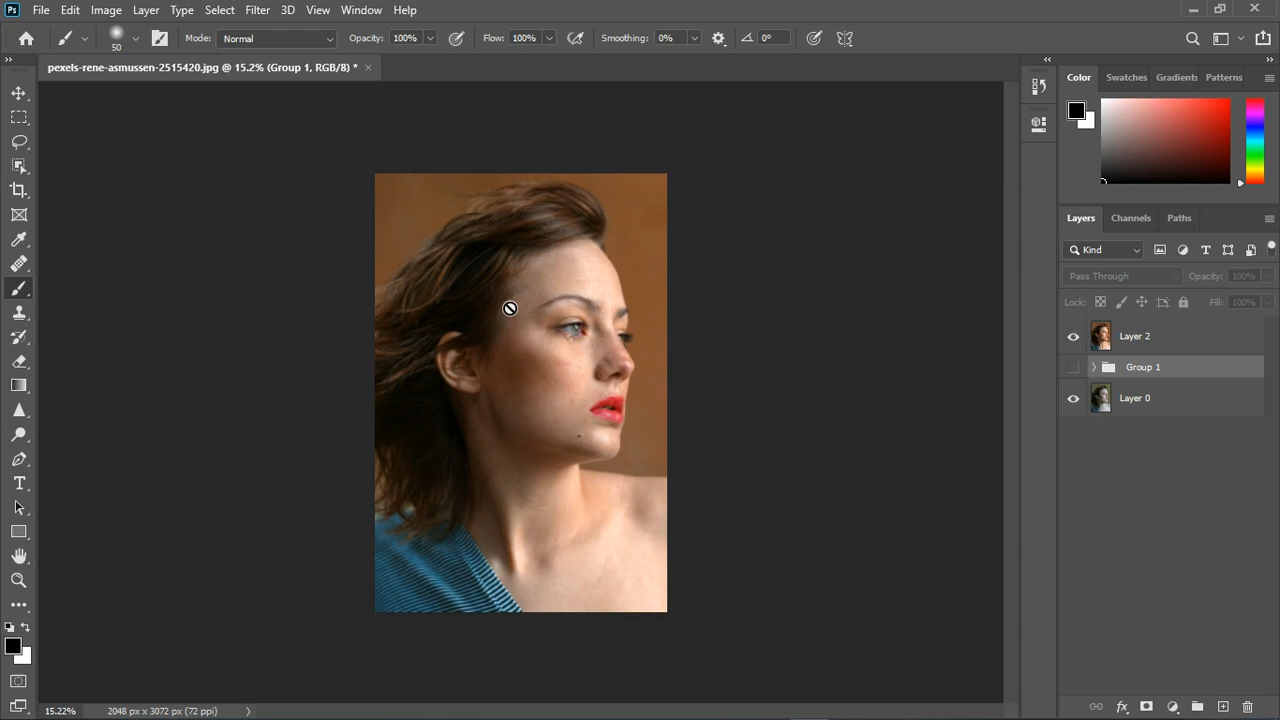 Ps File Edit Image Layer Type Select Filter 3D View Window Help
50 Mode: Normal Opacity: 100% Flow: 100% Smoothing: 0% 0°
pexels-rene-asmussen-2515420.jpg @ 15.2% (Group 1, RGB/8) *
Color Swatches Gradients Patterns
Layers Channels Paths
Kind
Pass Through Opacity: 100%
Lock: Fill: 100%
Layer 2
Group 1
Layer 0
15.22% 2048 px x 3072 px (72 ppi)